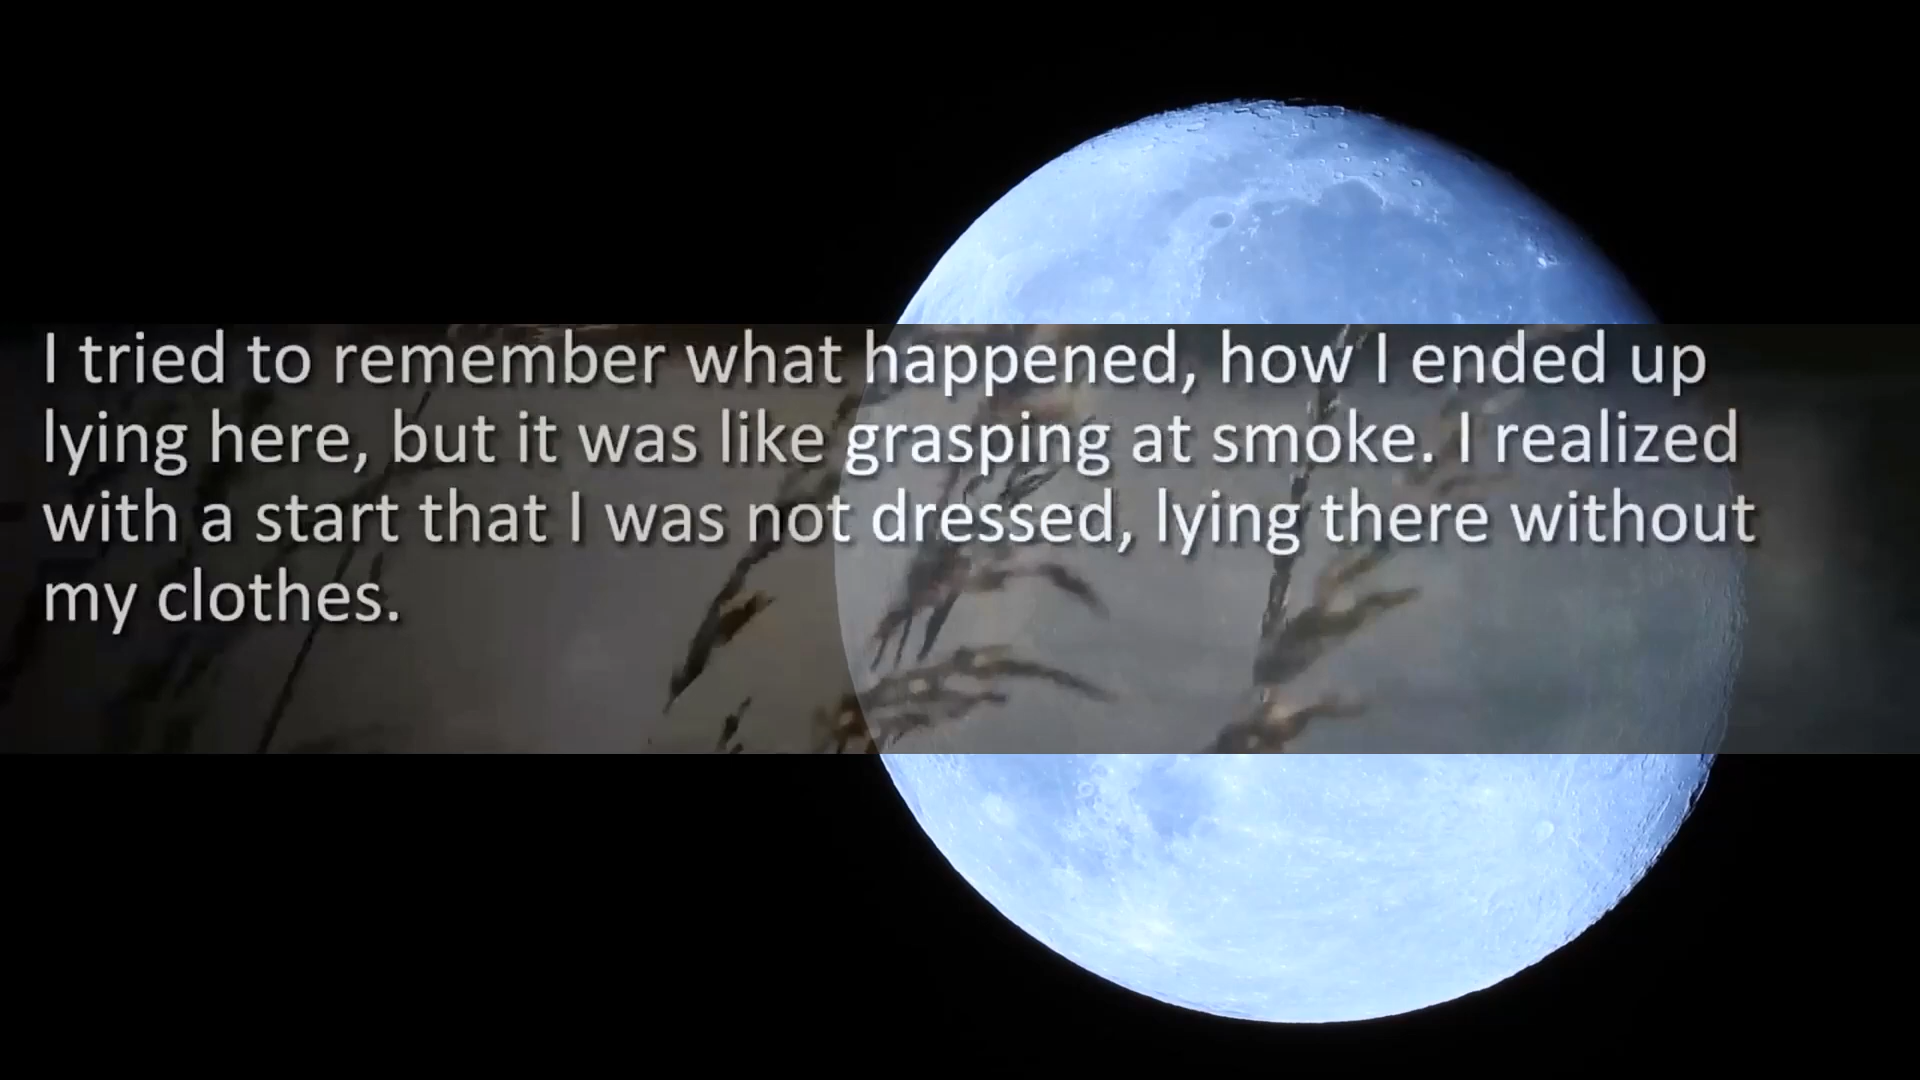 I tried to remember what happened, how I ended up
lying here, but it was like grasping at smoke. I realized
with a start that I was not dressed, lying there without
my clothes.